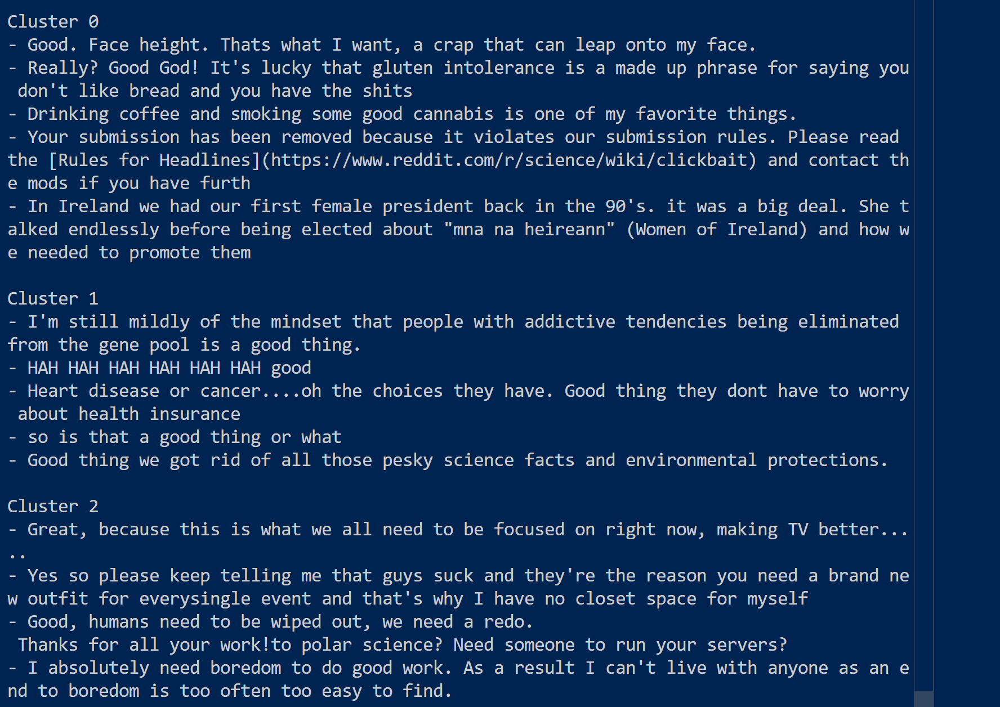 Cluster 0
- Good. Face height. Thats what I want, a crap that can leap onto my face.
- Really? Good God! It's lucky that gluten intolerance is a made up phrase for saying you
 don't like bread and you have the shits
- Drinking coffee and smoking some good cannabis is one of my favorite things.
- Your submission has been removed because it violates our submission rules. Please read
the [Rules for Headlines](https://www.reddit.com/r/science/wiki/clickbait) and contact th
e mods if you have furth
- In Ireland we had our first female president back in the 90's. it was a big deal. She t
alked endlessly before being elected about "mna na heireann" (Women of Ireland) and how w
e needed to promote them

Cluster 1
- I'm still mildly of the mindset that people with addictive tendencies being eliminated
from the gene pool is a good thing.
- HAH HAH HAH HAH HAH HAH good
- Heart disease or cancer....oh the choices they have. Good thing they dont have to worry
 about health insurance
- so is that a good thing or what
- Good thing we got rid of all those pesky science facts and environmental protections.

Cluster 2
- Great, because this is what we all need to be focused on right now, making TV better...
..
- Yes so please keep telling me that guys suck and they're the reason you need a brand ne
w outfit for everysingle event and that's why I have no closet space for myself
- Good, humans need to be wiped out, we need a redo.
 Thanks for all your work!to polar science? Need someone to run your servers?
- I absolutely need boredom to do good work. As a result I can't live with anyone as an e
nd to boredom is too often too easy to find.